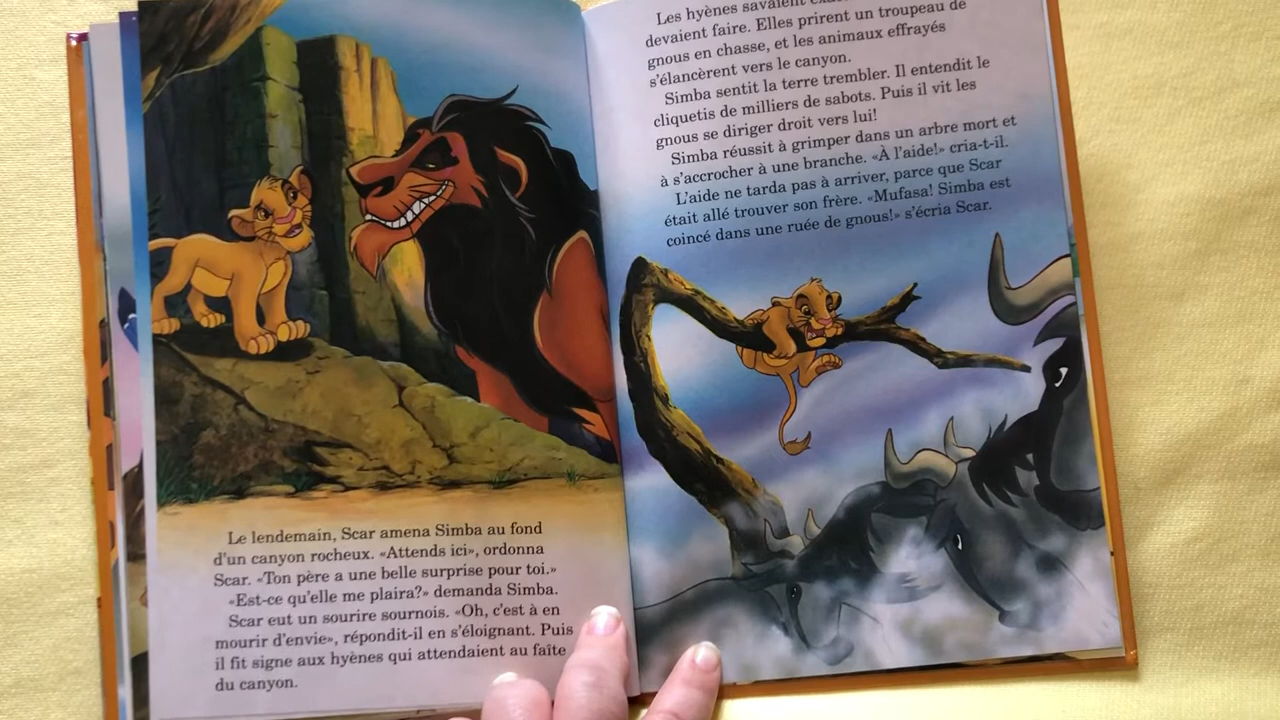 Le lendemain, Scar amena Simba au fond
d'un canyon rocheux. «Attends ici», ordonna
Scar. «Ton père a une belle surprise pour toi.»
«Est-ce qu'elle me plaira?» demanda Simba.
Scar eut un sourire sournois. «Oh, c'est à en
mourir d'envie», répondit-il en s'éloignant. Puis
il fit signe aux hyènes qui attendaient au faîte
du canyon.
Les hyènes savaient
devaient faire. Elles prirent un troupeau de
gnous en chasse, et les animaux effrayés
s'élancèrent vers le canyon.
Simba sentit la terre trembler. Il entendit le
cliquetis de milliers de sabots. Puis il vit les
gnous se diriger droit vers lui!
Simba réussit à grimper dans un arbre mort et
à s'accrocher à une branche. «À l'aide!» cria-t-il.
L'aide ne tarda pas à arriver, parce que Scar
était allé trouver son frère. «Mufasa! Simba est
coincé dans une ruée de gnous!» s'écria Scar.